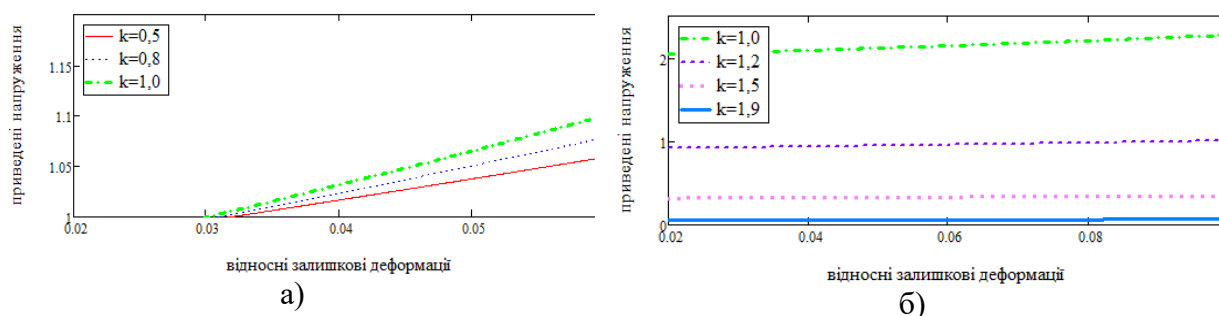 приведені напруження
k=0,5
k=0,8
k=1,0
1.15
1.1
1.05
1
0.02
0.03
0.04
0.05
відносні залишкові деформації
а)
приведені напруження
k=1,0
k=1,2
k=1,5
k=1,9
2
1
0
0.02
0.04
0.06
0.08
відносні залишкові деформації
б)